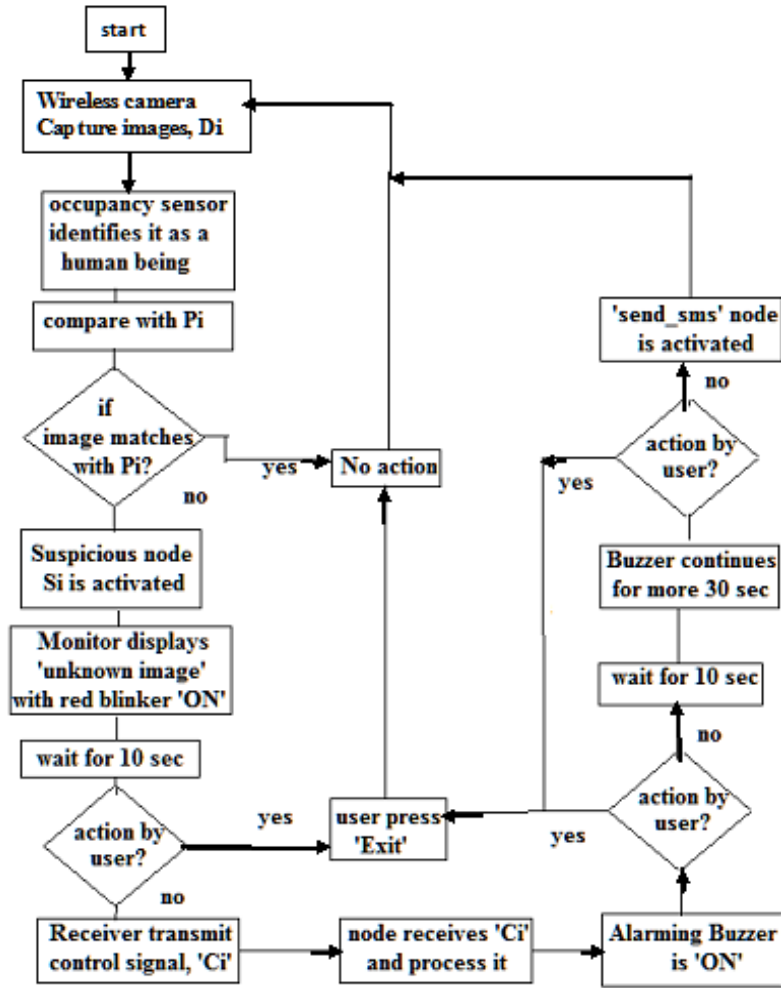 start
Wireless camera
Capture images, Di
occupancy sensor
identifies it as a
human being
compare with Pi
if
image matches
with Pi?
yes
No action
no
Suspicious node
Si is activated
Monitor displays
'unknown image'
with red blinker 'ON'
wait for 10 sec
action by
user?
yes
user press
'Exit'
no
Receiver transmit
control signal, 'Ci'
node receives 'Ci'
and process it
Alarming Buzzer
is 'ON'
action by
user?
yes
no
wait for 10 sec
Buzzer continues
for more 30 sec
action by
user?
yes
no
'send_sms' node
is activated